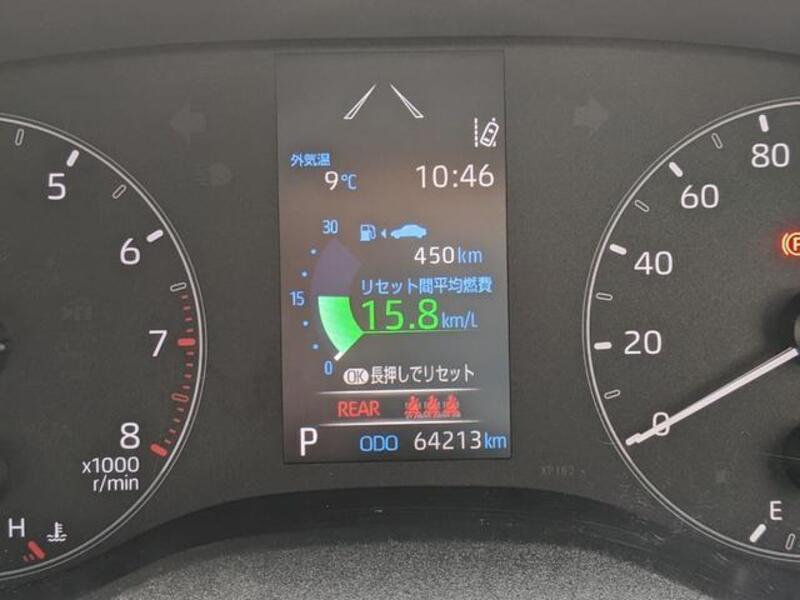 外気温
9°C
10:46
30
450km
リセット間平均燃費
15
15.8 km/L
0
OK 長押しでリセット
REAR
P ODO 64213km
5
6
7
8
x1000
r/min
H
80
60
40
20
0
E
(P